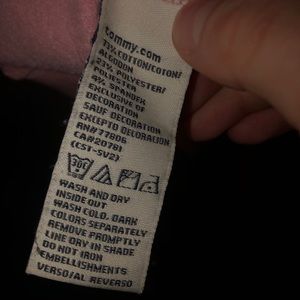 tommy.com
73% COTTON/COTON/
ALGODON
23% POLYESTER/
POLIESTER
4% SPANDEX
EXCLUSIVE OF
DECORATION
SAUF DECORATION
EXCEPTO DECORACION
RN#77806
CA#20781
(CST-SV2)
30
WASH AND DRY
INSIDE OUT
WASH COLD. DARK
COLORS SEPARATELY
REMOVE PROMPTLY
LINE DRY IN SHADE
DO NOT IRON
EMBELLISHMENTS
VERSO/AL REVERSO